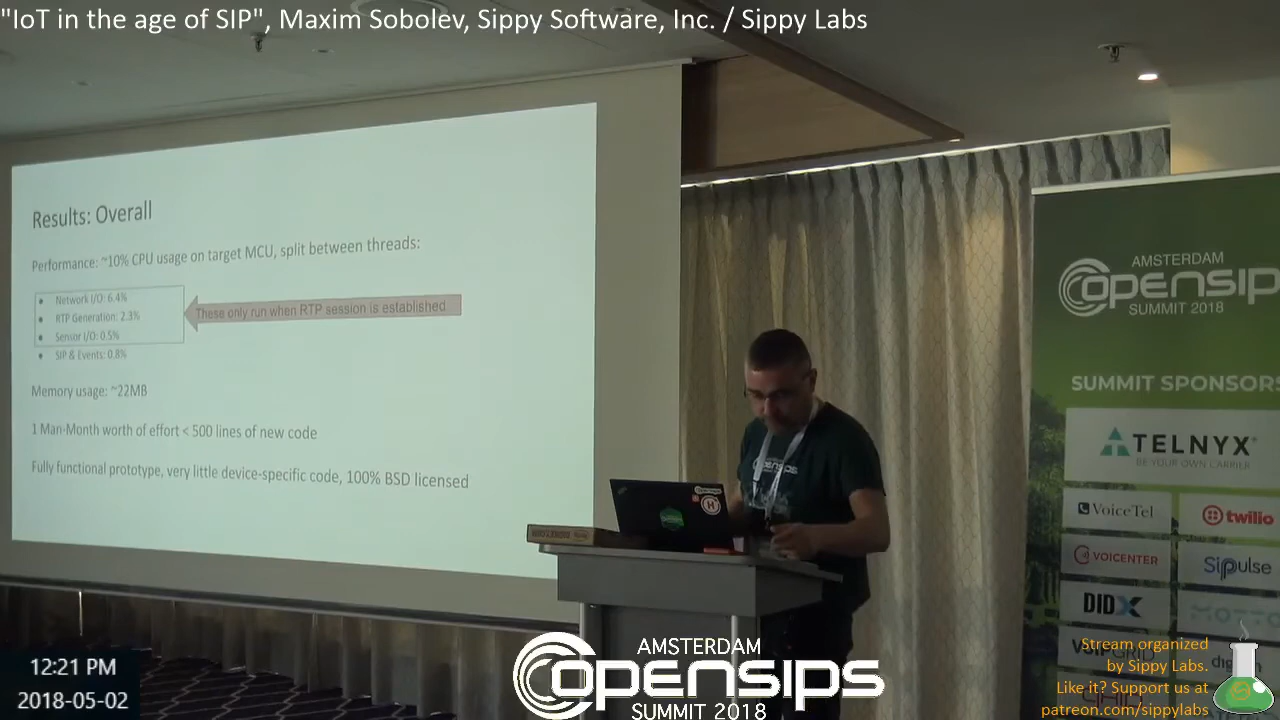 "IoT in the age of SIP", Maxim Sobolev, Sippy Software, Inc. / Sippy Labs
Results: Overall
Performance: ~10% CPU usage on target MCU, split between threads:
• Network I/O: 6.4%
• RTP Generation: 2.3%
• Sensor I/O: 0.5%
• SIP & Events: 0.8%
These only run when RTP session is established
Memory usage: ~22MB
1 Man-Month worth of effort < 500 lines of new code
Fully functional prototype, very little device-specific code, 100% BSD licensed
AMSTERDAM
OPENSIPS
SUMMIT 2018
SUMMIT SPONSORS
TELNYX
BE YOUR OWN CARRIER
VoiceTel
twilio
VOICENTER
SIPulse
DIDX
12:21 PM
2018-05-02
AMSTERDAM
OPENSIPS
SUMMIT 2018
Stream organized
by Sippy Labs.
Like it? Support us at
patreon.com/sippylabs